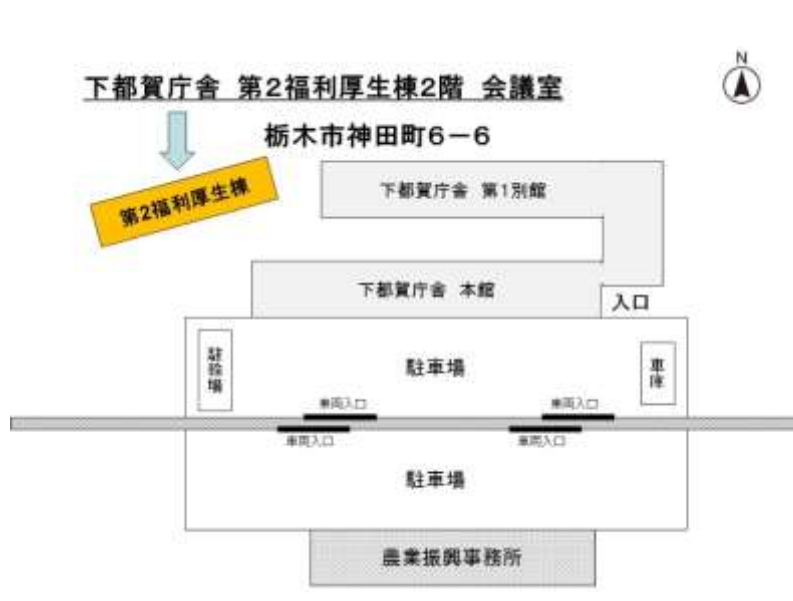 N
下都賀庁舎 第2福利厚生棟2階 会議室
栃木市神田町6－6
第2福利厚生棟
下都賀庁舎 第1別館
下都賀庁舎 本館
入口
駐輪場
駐車場
車庫
車両入口
車両入口
車両入口
車両入口
駐車場
農業振興事務所